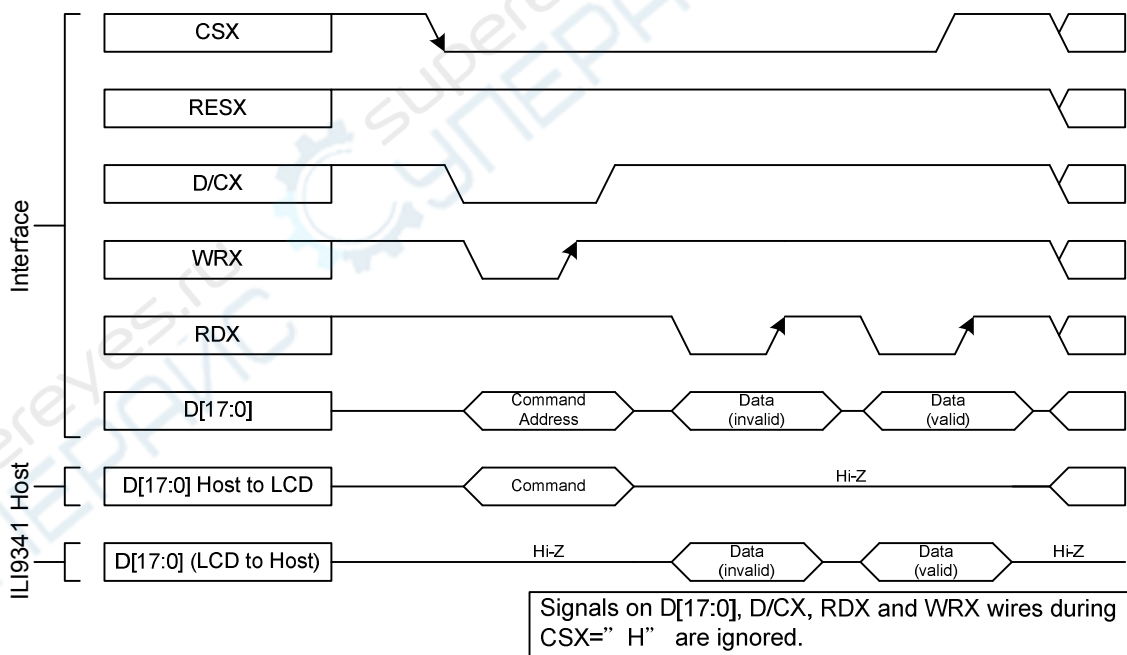 CSX
RESX
D/CX
WRX
RDX
D[17:0]
Command
Address
Data
(invalid)
Data
(valid)
D[17:0] Host to LCD
Command
Hi-Z
D[17:0] (LCD to Host)
Hi-Z
Data
(invalid)
Data
(valid)
Hi-Z
Interface
Host
ILI9341
Signals on D[17:0], D/CX, RDX and WRX wires during
CSX=” H” are ignored.